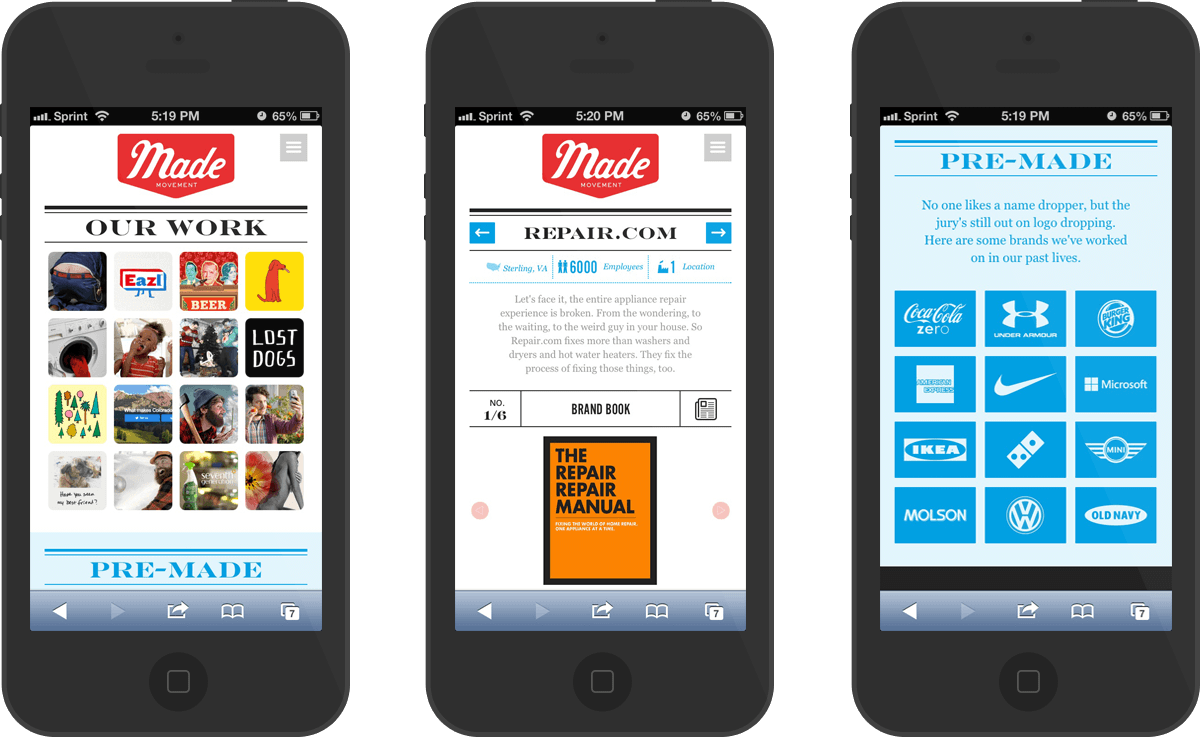 Sprint 5:19 PM 65%
Made
MOVEMENT
OUR WORK
Eazl
BEER
LOST
DOGS
What makes Colorado
Have you seen
my best friend?
seventh
generation
PRE-MADE
7
Sprint 5:20 PM 65%
Made
MOVEMENT
REPAIR.COM
Sterling, VA 6000 Employees 1 Location
Let's face it, the entire appliance repair
experience is broken. From the wondering, to
the waiting, to the weird guy in your house. So
Repair.com fixes more than washers and
dryers and hot water heaters. They fix the
process of fixing those things, too.
NO.
1/6
BRAND BOOK
THE
REPAIR
REPAIR
MANUAL
FIXING THE WORLD OF HOME REPAIR.
ONE APPLIANCE AT A TIME.
7
Sprint 5:19 PM 65%
PRE-MADE
No one likes a name dropper, but the
jury's still out on logo dropping.
Here are some brands we've worked
on in our past lives.
Coca-Cola
zero
UNDER ARMOUR
BURGER
KING
AMERICAN
EXPRESS
Microsoft
IKEA
MINI
MOLSON
VW
OLD NAVY
7